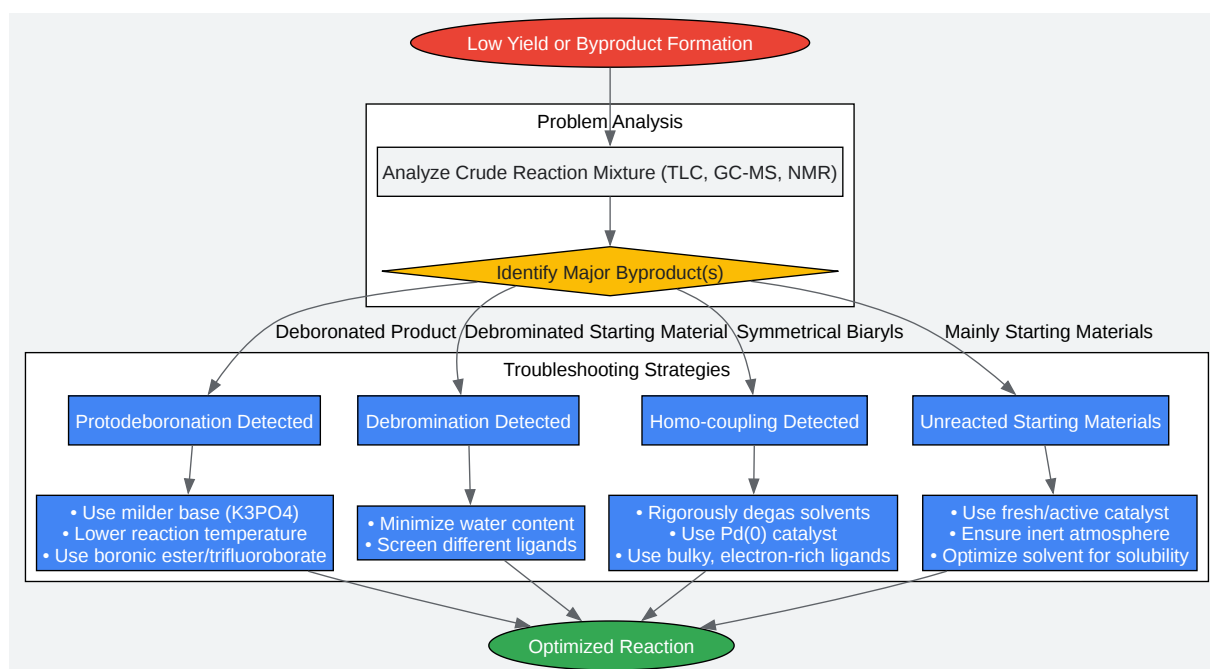 Low Yield or Byproduct Formation
Problem Analysis
Analyze Crude Reaction Mixture (TLC, GC-MS, NMR)
Identify Major Byproduct(s)
Deboronated Product
Debrominated Starting Material
Symmetrical Biaryls
Mainly Starting Materials
Troubleshooting Strategies
Protodeboronation Detected
Debromination Detected
Homo-coupling Detected
Unreacted Starting Materials
• Use milder base (K3PO4)
• Lower reaction temperature
• Use boronic ester/trifluoroborate
• Minimize water content
• Screen different ligands
• Rigorously degas solvents
• Use Pd(0) catalyst
• Use bulky, electron-rich ligands
• Use fresh/active catalyst
• Ensure inert atmosphere
• Optimize solvent for solubility
Optimized Reaction